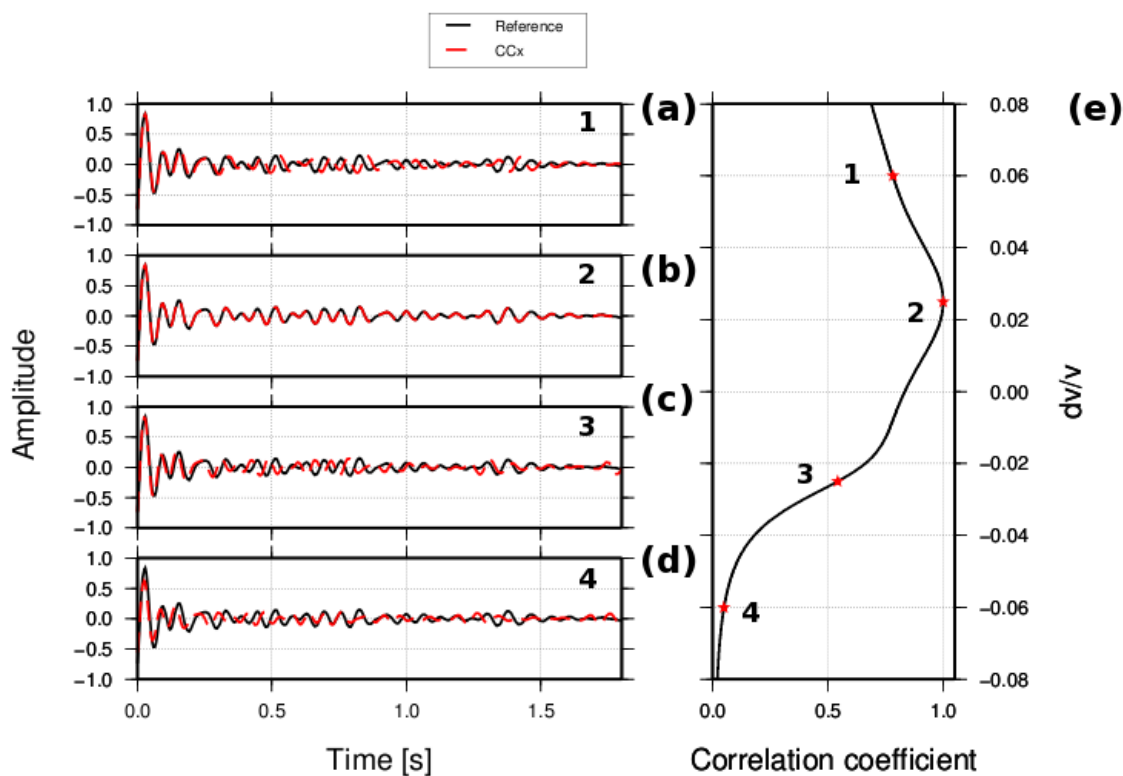 Reference
CCx
(a)
1
1.0
0.5
0.0
−0.5
−1.0
(b)
2
1.0
0.5
0.0
−0.5
−1.0
(c)
3
1.0
0.5
0.0
−0.5
−1.0
(d)
4
1.0
0.5
0.0
−0.5
−1.0
0.0 0.5 1.0 1.5
Amplitude
Time [s]
(e)
1
2
3
4
0.08
0.06
0.04
0.02
0.00
−0.02
−0.04
−0.06
−0.08
dv/v
0.0 0.5 1.0
Correlation coefficient